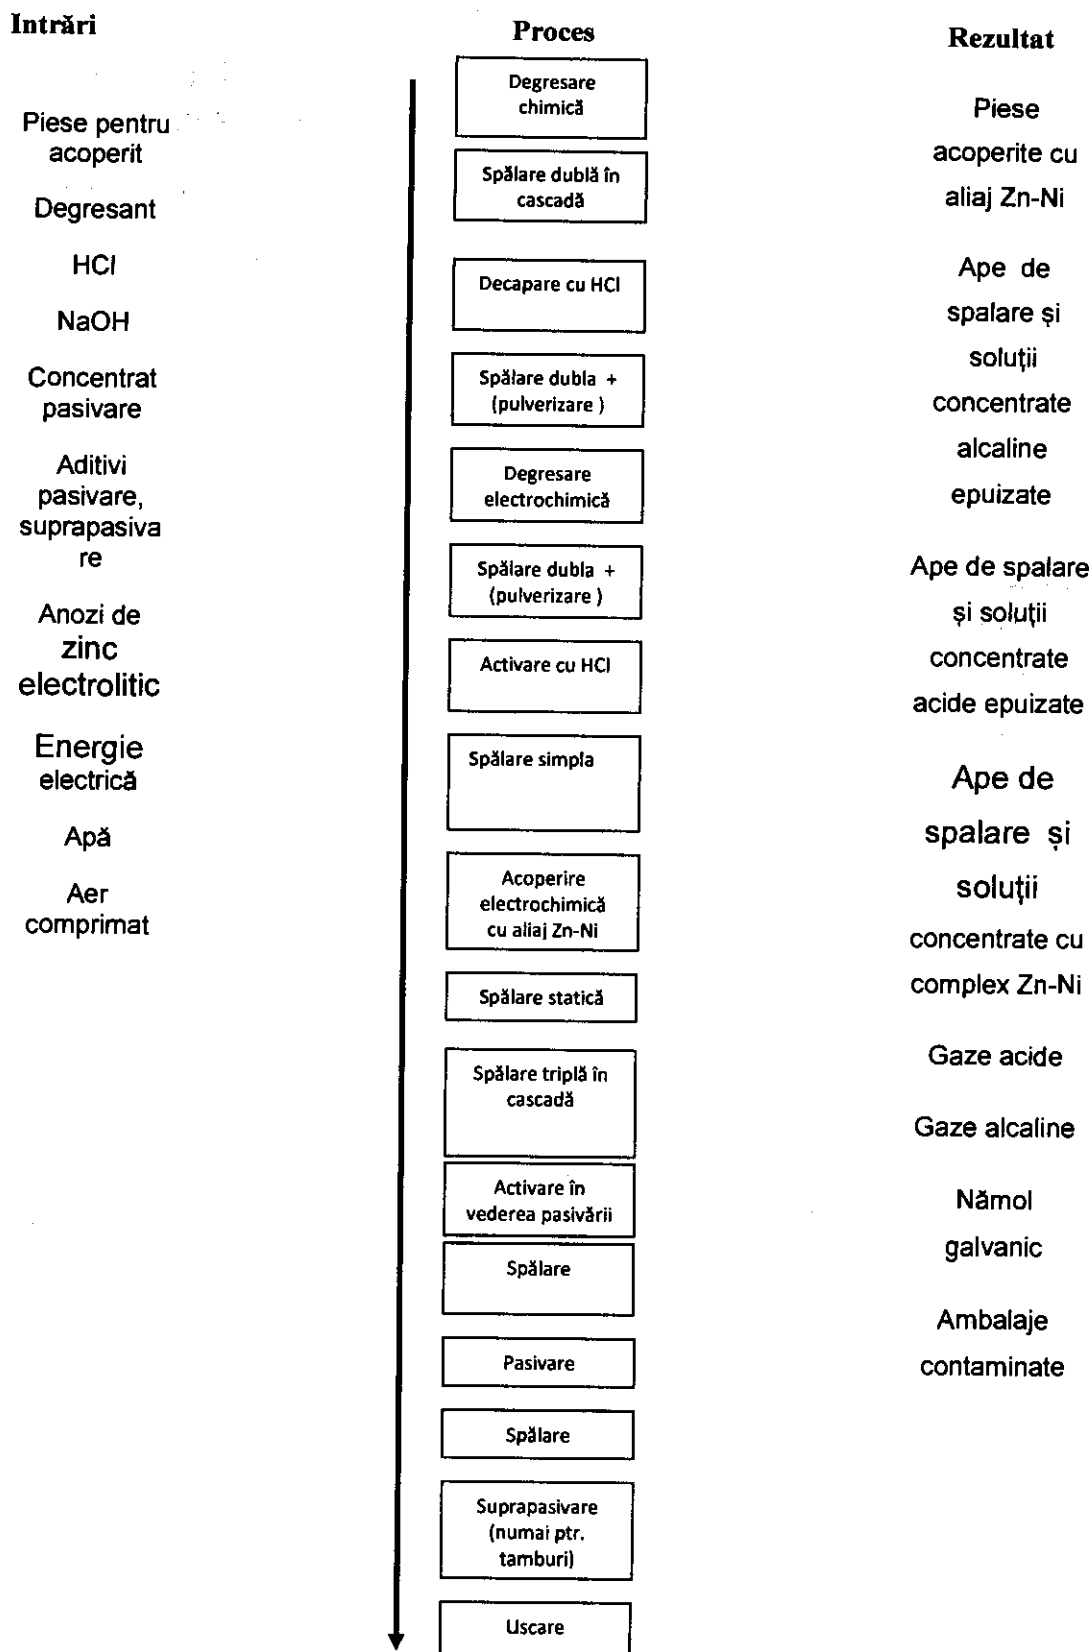 Intrări
Piese pentru
acoperit
Degresant
HCl
NaOH
Concentrat
pasivare
Aditivi
pasivare,
suprapasiva
re
Anozi de
zinc
electrolitic
Energie
electrică
Apă
Aer
comprimat
Proces
Degresare
chimică
Spălare dublă în
cascadă
Decapare cu HCl
Spălare dubla +
(pulverizare )
Degresare
electrochimică
Spălare dubla +
(pulverizare )
Activare cu HCl
Spălare simpla
Acoperire
electrochimică
cu aliaj Zn-Ni
Spălare statică
Spălare triplă în
cascadă
Activare în
vederea pasivării
Spălare
Pasivare
Spălare
Suprapasivare
(numai ptr.
tamburi)
Uscare
Rezultat
Piese
acoperite cu
aliaj Zn-Ni
Ape de
spalare și
soluții
concentrate
alcaline
epuizate
Ape de spalare
și soluții
concentrate
acide epuizate
Ape de
spalare și
soluții
concentrate cu
complex Zn-Ni
Gaze acide
Gaze alcaline
Nămol
galvanic
Ambalaje
contaminate